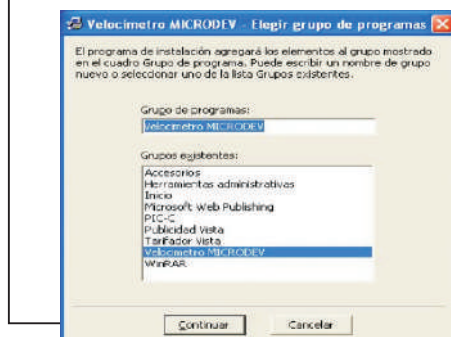 Velocimetro MICRODEV - Elegir grupo de programas
El programa de instalación agregará los elementos al grupo mostrado
en el cuadro Grupo de programa. Puede escribir un nombre de grupo
nuevo o seleccionar uno de la lista Grupos existentes.
Grupo de programas:
Velocimetro MICRODEV
Grupos existentes:
Accesorios
Herramientas administrativas
Inicio
Microsoft Web Publishing
PIC-C
Publicidad Vista
Tarifador Vista
Velocimetro MICRODEV
WinRAR
Continuar
Cancelar